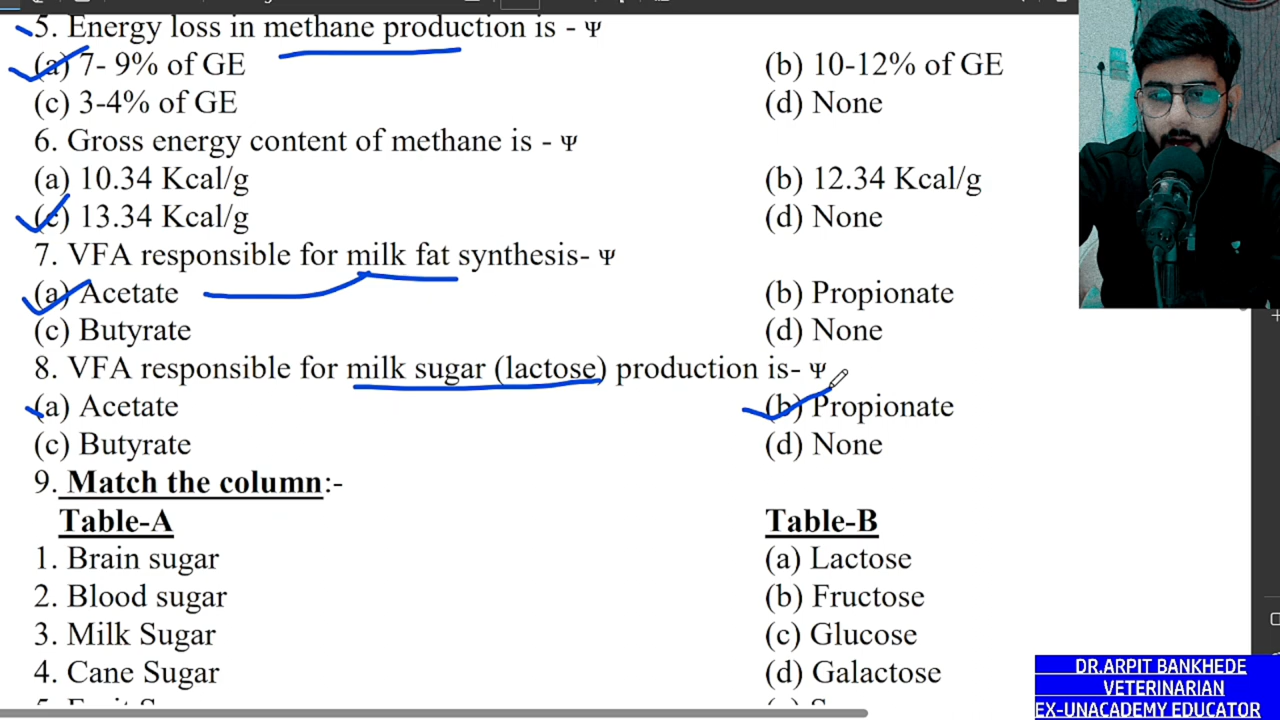 5. Energy loss in methane production is - Ψ
(a) 7- 9% of GE (b) 10-12% of GE
(c) 3-4% of GE (d) None
6. Gross energy content of methane is - Ψ
(a) 10.34 Kcal/g (b) 12.34 Kcal/g
(c) 13.34 Kcal/g (d) None
7. VFA responsible for milk fat synthesis- Ψ
(a) Acetate (b) Propionate
(c) Butyrate (d) None
8. VFA responsible for milk sugar (lactose) production is- Ψ
(a) Acetate (b) Propionate
(c) Butyrate (d) None
9. Match the column:-
Table-A Table-B
1. Brain sugar (a) Lactose
2. Blood sugar (b) Fructose
3. Milk Sugar (c) Glucose
4. Cane Sugar (d) Galactose
DR.ARPIT BANKHEDE
VETERINARIAN
EX-UNACADEMY EDUCATOR